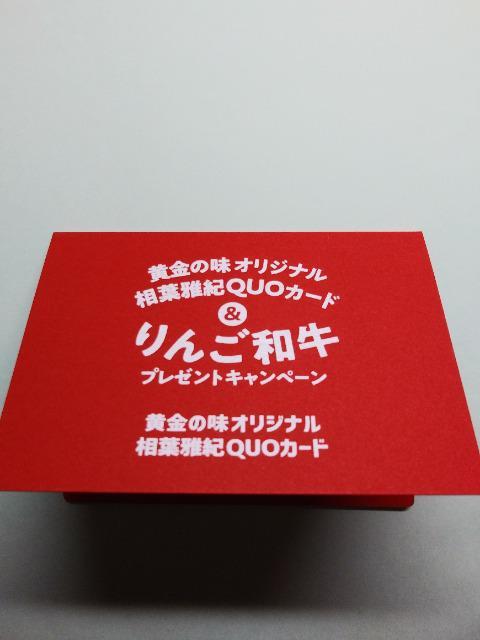 黄金の味オリジナル
相葉雅紀QUOカード
&
りんご和牛
プレゼントキャンペーン
黄金の味オリジナル
相葉雅紀QUOカード